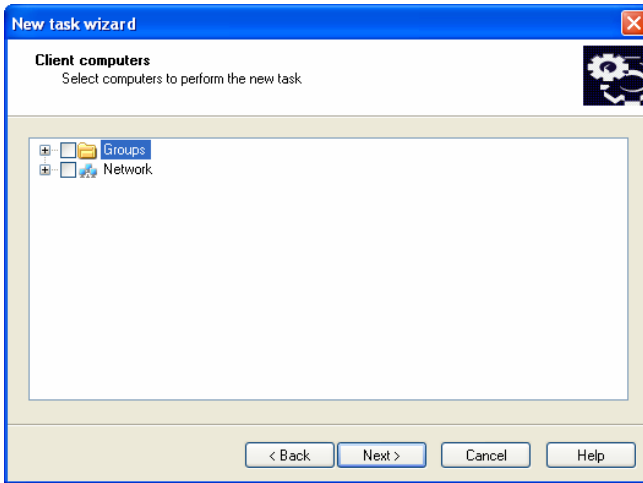 New task wizard
Client computers
Select computers to perform the new task
Groups
Network
< Back
Next >
Cancel
Help